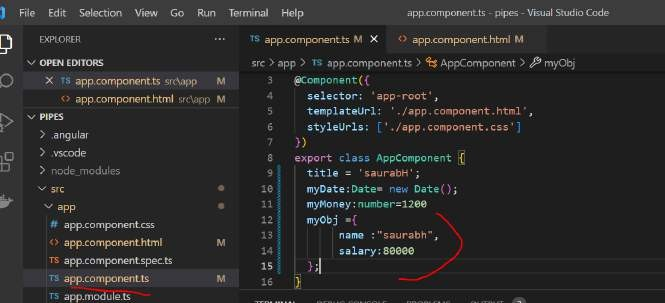 File Edit Selection View Go Run Terminal Help app.component.ts - pipes - Visual Studio Code
EXPLORER ...
OPEN EDITORS
TS app.component.ts src\app M
<> app.component.html src\app M
PIPES
.angular
.vscode
node_modules
src
app
# app.component.css
<> app.component.html M
TS app.component.spec.ts
TS app.component.ts M
TS app.module.ts
TS app.component.ts M <> app.component.html M
src > app > TS app.component.ts > AppComponent > myObj
3 @Component({
4 selector: 'app-root',
5 templateUrl: './app.component.html',
6 styleUrls: ['./app.component.css']
7 })
8 export class AppComponent {
9 title = 'saurabH';
10 myDate:Date= new Date();
11 myMoney:number=1200
12 myObj ={
13 name :"saurabh",
14 salary:80000
15 };
16 }